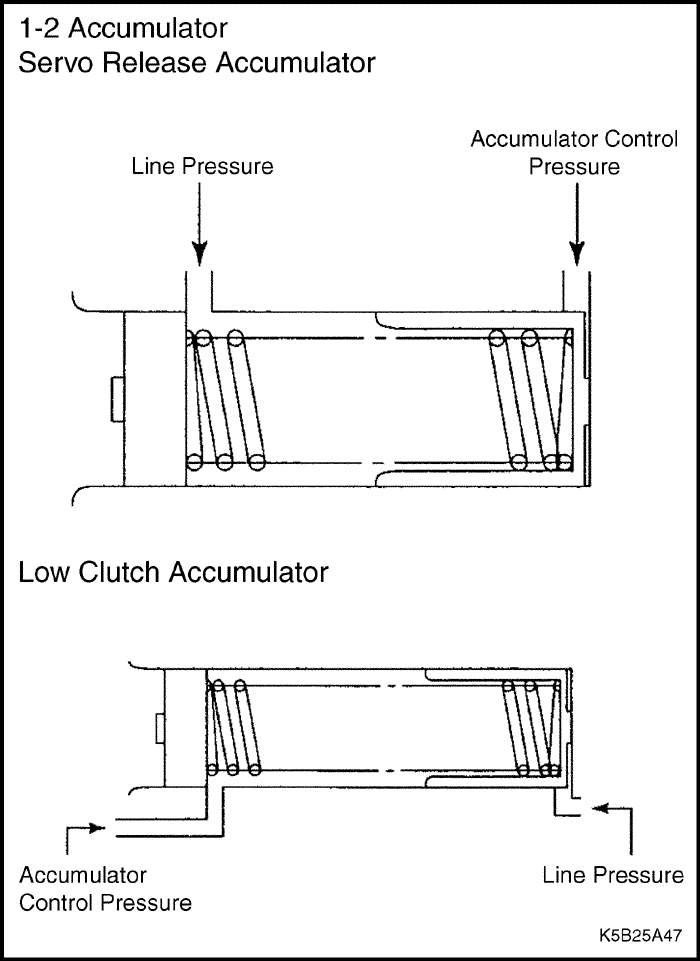 1-2 Accumulator
Servo Release Accumulator
Line Pressure
Accumulator Control
Pressure
Low Clutch Accumulator
Accumulator
Control Pressure
Line Pressure
K5B25A47